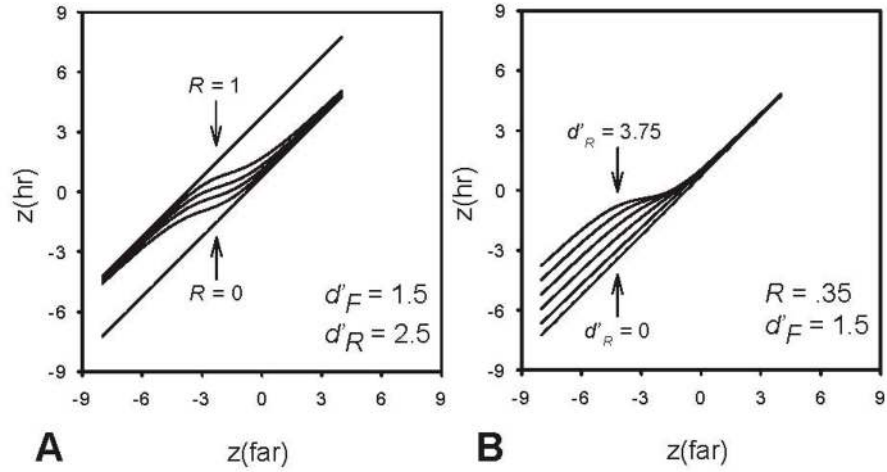 9
6
3
0
-3
-6
-9
z(hr)
R = 1
R = 0
d'F = 1.5
d'R = 2.5
-9 -6 -3 0 3 6 9
A
z(far)
9
6
3
0
-3
-6
-9
z(hr)
d'R = 3.75
d'R = 0
R = .35
d'F = 1.5
-9 -6 -3 0 3 6 9
B
z(far)